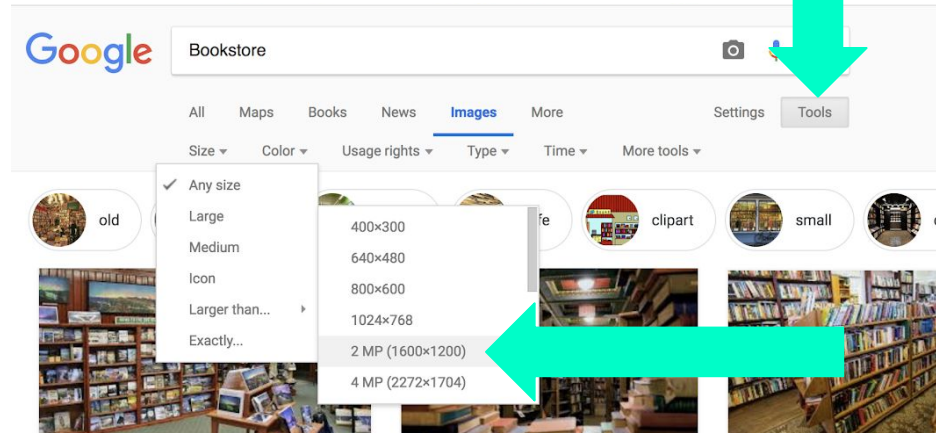 Google
Bookstore
All Maps Books News Images More Settings Tools
Size Color Usage rights Type Time More tools
Any size
Large
Medium
Icon
Larger than...
Exactly...
400×300
640×480
800×600
1024×768
2 MP (1600×1200)
4 MP (2272×1704)
old
clipart
small